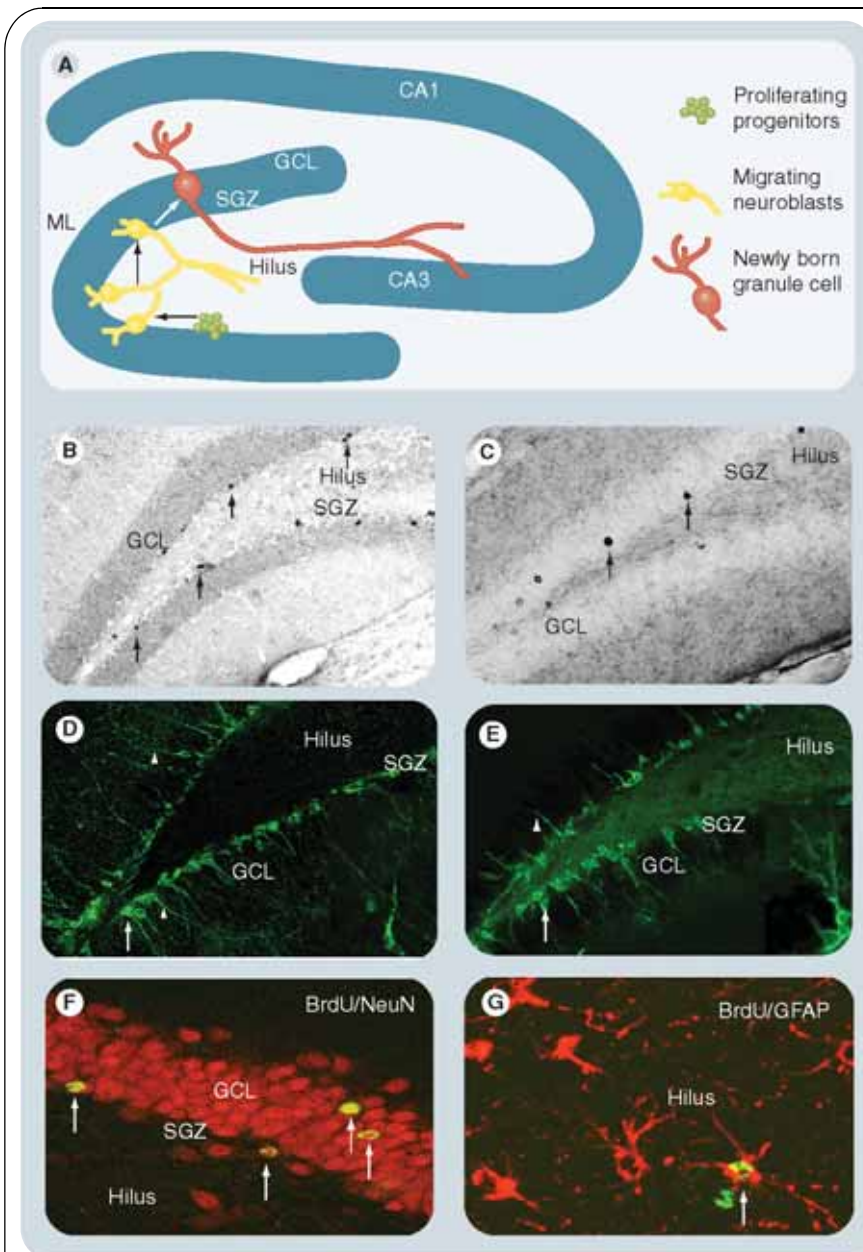 A
CA1
GCL
SGZ
ML
Hilus
CA3
Proliferating
progenitors
Migrating
neuroblasts
Newly born
granule cell
B
Hilus
SGZ
GCL
C
Hilus
SGZ
GCL
D
Hilus
SGZ
GCL
E
Hilus
SGZ
GCL
F
BrdU/NeuN
GCL
SGZ
Hilus
G
BrdU/GFAP
Hilus